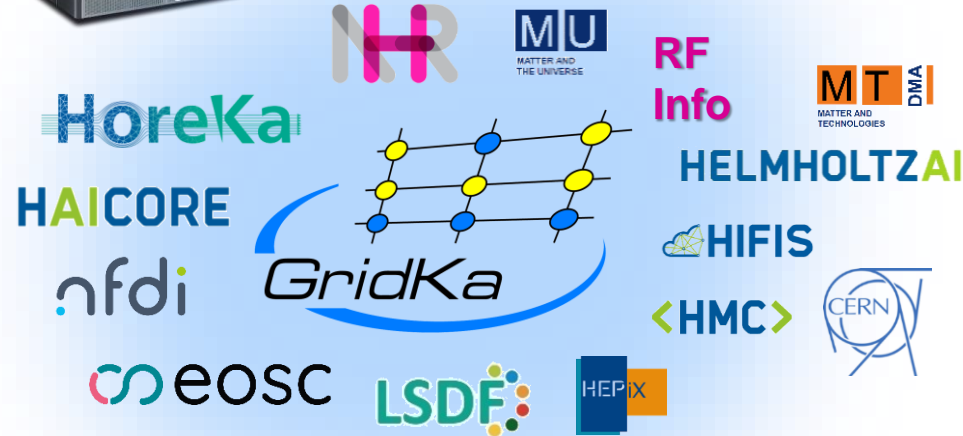 NHR
MU
MATTER AND
THE UNIVERSE
RF
Info
MT
DMA
MATTER AND
TECHNOLOGIES
HoreKa
HELMHOLTZAI
HAICORE
HIFIS
GridKa
nfdi
<HMC>
CERN
eosc
LSDF
HEPiX